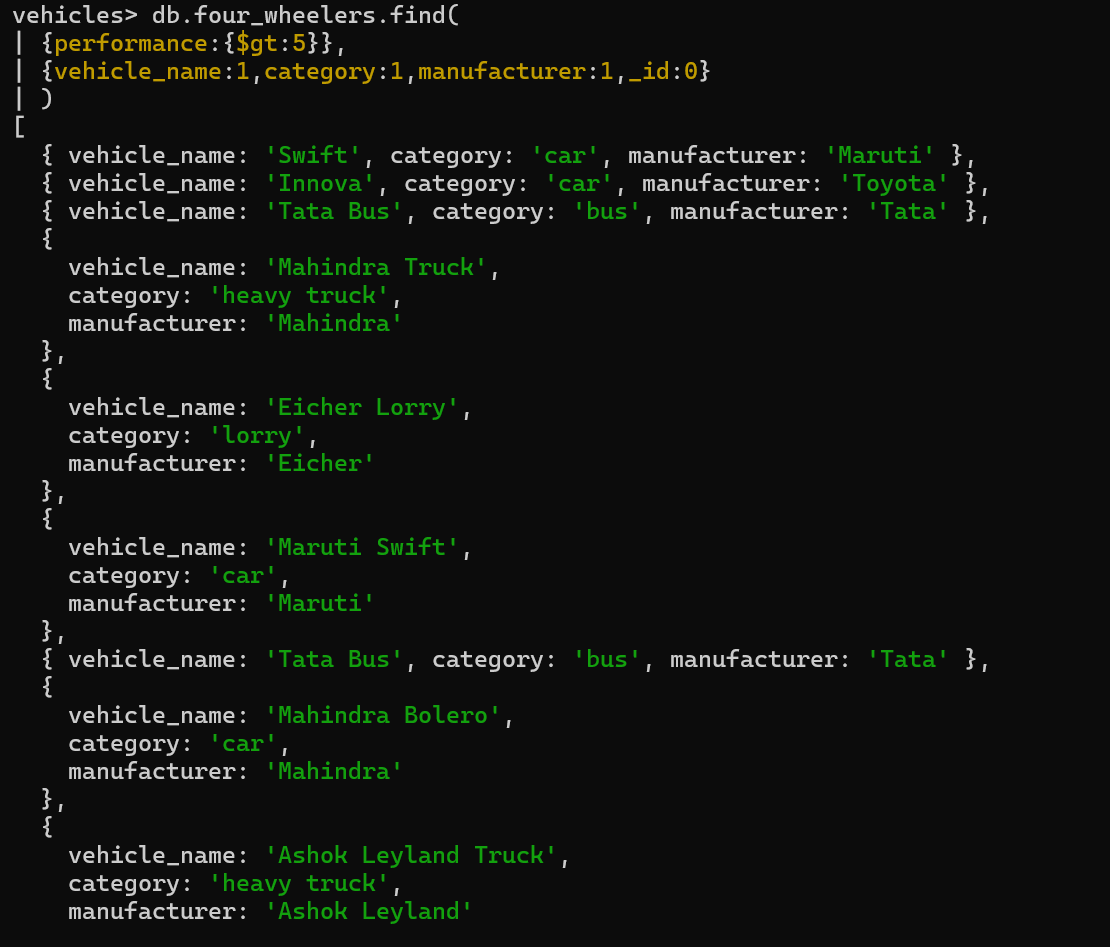 vehicles> db.four_wheelers.find(
| {performance:{$gt:5}},
| {vehicle_name:1,category:1,manufacturer:1,_id:0}
| )
[
  { vehicle_name: 'Swift', category: 'car', manufacturer: 'Maruti' },
  { vehicle_name: 'Innova', category: 'car', manufacturer: 'Toyota' },
  { vehicle_name: 'Tata Bus', category: 'bus', manufacturer: 'Tata' },
  {
    vehicle_name: 'Mahindra Truck',
    category: 'heavy truck',
    manufacturer: 'Mahindra'
  },
  {
    vehicle_name: 'Eicher Lorry',
    category: 'lorry',
    manufacturer: 'Eicher'
  },
  {
    vehicle_name: 'Maruti Swift',
    category: 'car',
    manufacturer: 'Maruti'
  },
  { vehicle_name: 'Tata Bus', category: 'bus', manufacturer: 'Tata' },
  {
    vehicle_name: 'Mahindra Bolero',
    category: 'car',
    manufacturer: 'Mahindra'
  },
  {
    vehicle_name: 'Ashok Leyland Truck',
    category: 'heavy truck',
    manufacturer: 'Ashok Leyland'